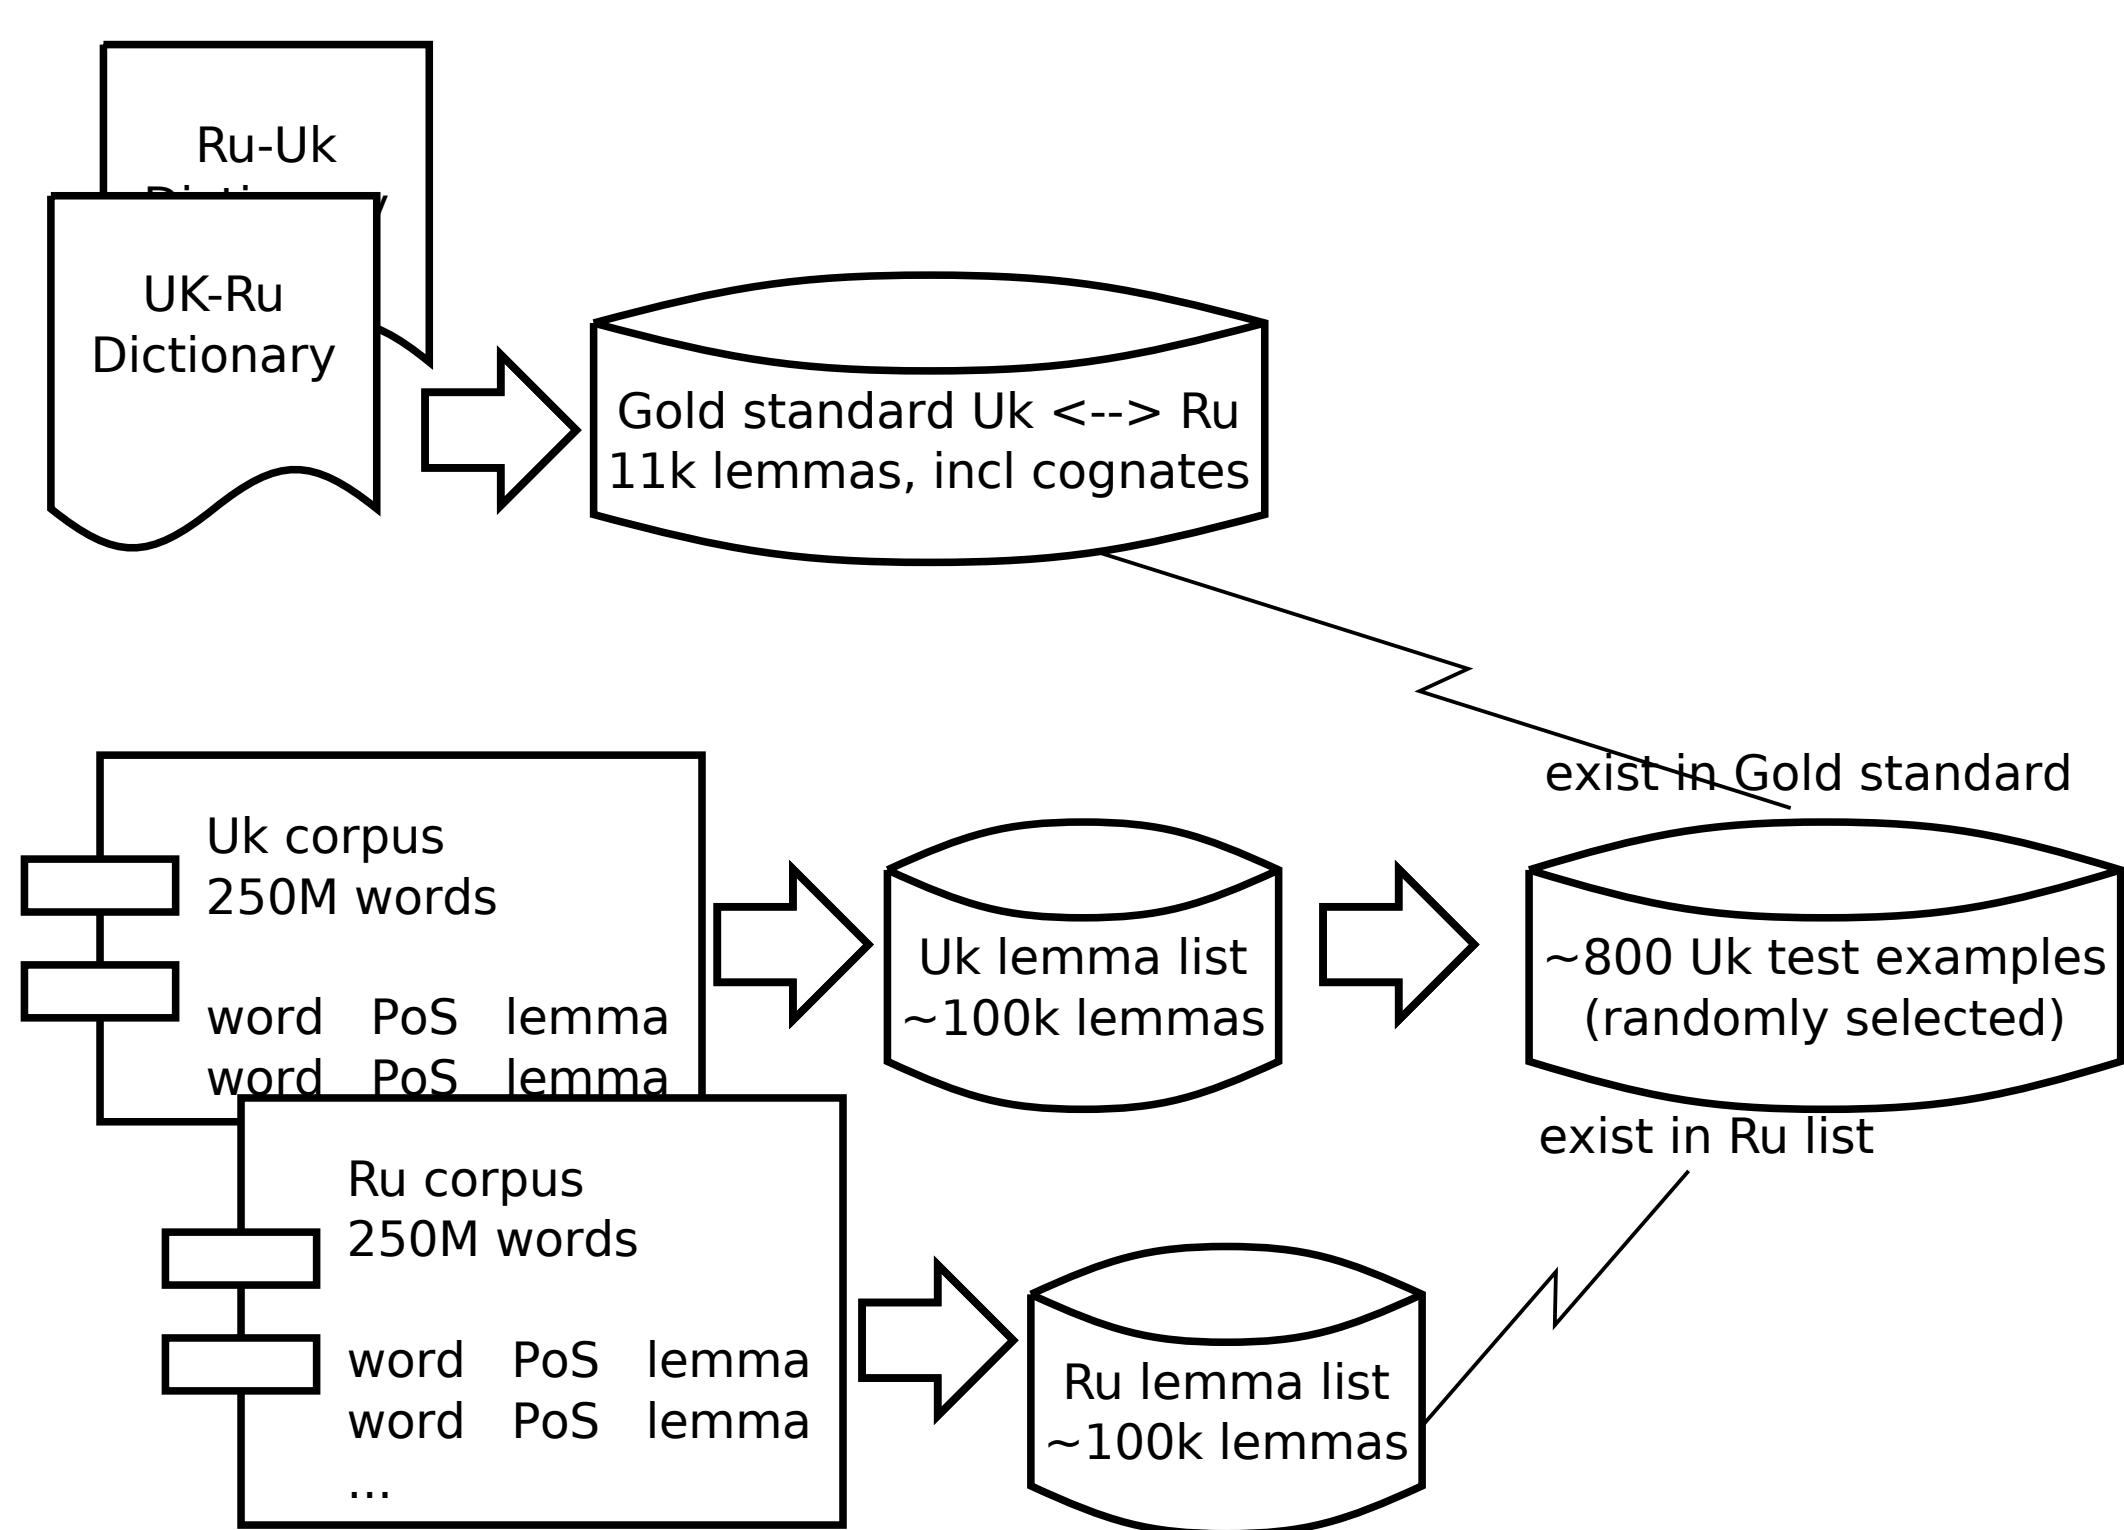 Ru-Uk
UK-Ru
Dictionary
Gold standard Uk <--> Ru
11k lemmas, incl cognates
exist in Gold standard
Uk corpus
250M words
word PoS lemma
word PoS lemma
Uk lemma list
~100k lemmas
~800 Uk test examples
(randomly selected)
exist in Ru list
Ru corpus
250M words
word PoS lemma
word PoS lemma
...
Ru lemma list
~100k lemmas